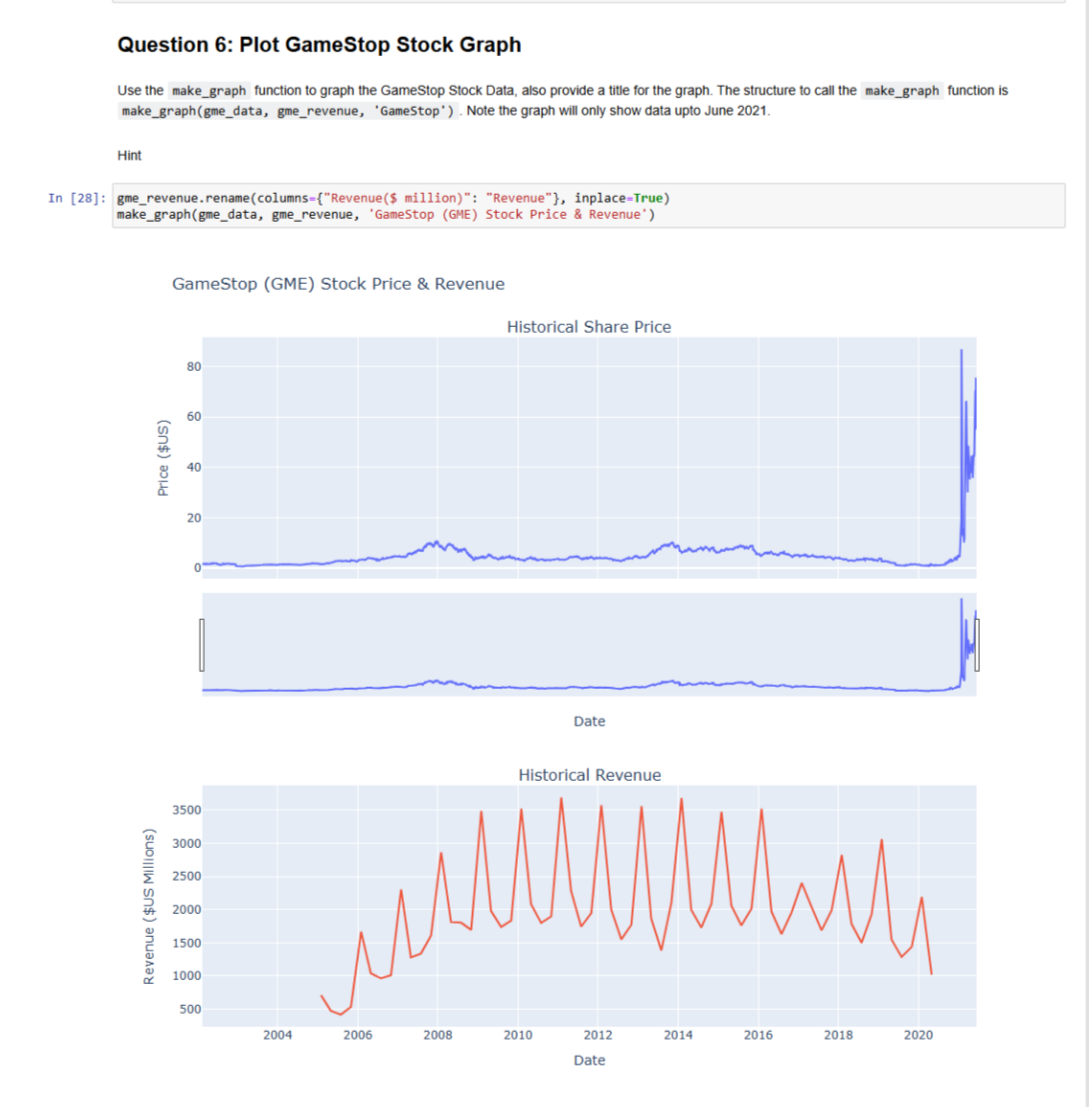 Question 6: Plot GameStop Stock Graph
Use the make_graph function to graph the GameStop Stock Data, also provide a title for the graph. The structure to call the make_graph function is
make_graph(gme_data, gme_revenue, 'GameStop') . Note the graph will only show data upto June 2021.
Hint
In [28]: gme_revenue.rename(columns={"Revenue($ million)": "Revenue"}, inplace=True)
make_graph(gme_data, gme_revenue, 'GameStop (GME) Stock Price & Revenue')
GameStop (GME) Stock Price & Revenue
Historical Share Price
80
60
40
20
0
Price ($US)
Date
Historical Revenue
3500
3000
2500
2000
1500
1000
500
Revenue ($US Millions)
2004 2006 2008 2010 2012 2014 2016 2018 2020
Date